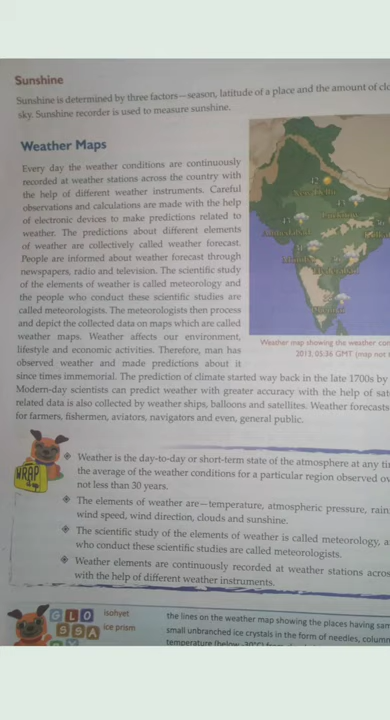 Sunshine
Sunshine is determined by three factors—season, latitude of a place and the amount of
sky. Sunshine recorder is used to measure sunshine.
Weather Maps
Every day the weather conditions are continuously
recorded at weather stations across the country with
the help of different weather instruments. Careful
observations and calculations are made with the help
of electronic devices to make predictions related to
weather. The predictions about different elements
of weather are collectively called weather forecast.
People are informed about weather forecast through
newspapers, radio and television. The scientific study
of the elements of weather is called meteorology and
the people who conduct these scientific studies are
called meteorologists. The meteorologists then process
and depict the collected data on maps which are called
weather maps. Weather affects our environment,
lifestyle and economic activities. Therefore, man has
observed weather and made predictions about it
since times immemorial. The prediction of climate started way back in the late 1700s by
Modern-day scientists can predict weather with greater accuracy with the help of
related data is also collected by weather ships, balloons and satellites. Weather forecasts
for farmers, fishermen, aviators, navigators and even, general public.
42
New Delhi
43
Lucknow
43
Ahmedabad
Mumbai
Hyderabad
Weather map showing the weather
2013, 05:36 GMT (map not
WRAP
up
❖ Weather is the day-to-day or short-term state of the atmosphere at any
the average of the weather conditions for a particular region observed
not less than 30 years.
❖ The elements of weather are—temperature, atmospheric pressure,
wind speed, wind direction, clouds and sunshine.
❖ The scientific study of the elements of weather is called meteorology,
who conduct these scientific studies are called meteorologists.
❖ Weather elements are continuously recorded at weather stations
with the help of different weather instruments.
GLO
SSA
isohyet
the lines on the weather map showing the places having
ice prism
small unbranched ice crystals in the form of needles,
temperature (below -30°C)